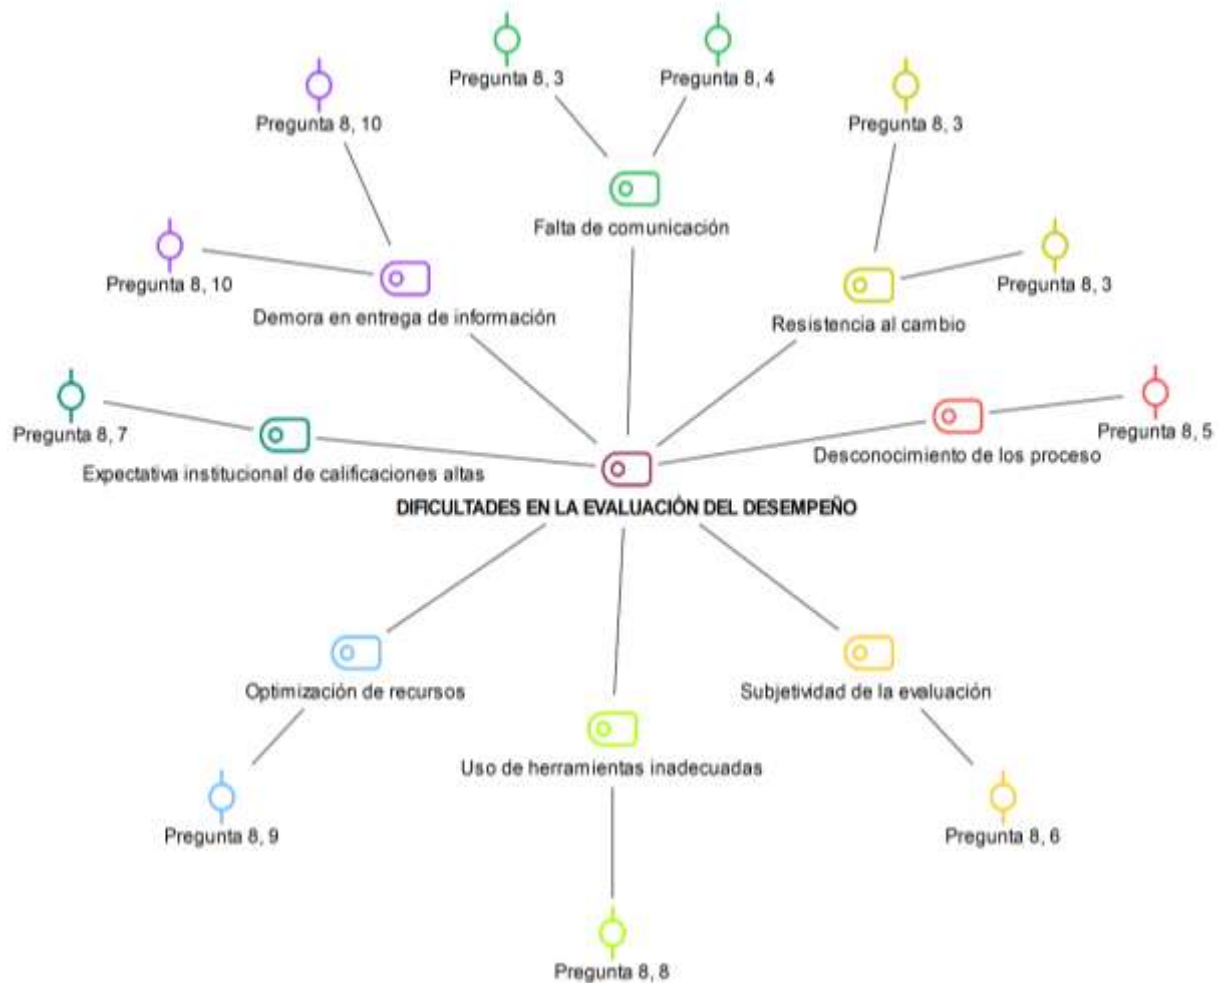 Pregunta 8, 3
Pregunta 8, 4
Pregunta 8, 10
Pregunta 8, 3
Falta de comunicación
Pregunta 8, 10
Pregunta 8, 3
Demora en entrega de información
Resistencia al cambio
Pregunta 8, 7
Pregunta 8, 5
Desconocimiento de los proceso
Expectativa institucional de calificaciones altas
DIFICULTADES EN LA EVALUACIÓN DEL DESEMPEÑO
Optimización de recursos
Subjetividad de la evaluación
Uso de herramientas inadecuadas
Pregunta 8, 9
Pregunta 8, 6
Pregunta 8, 8